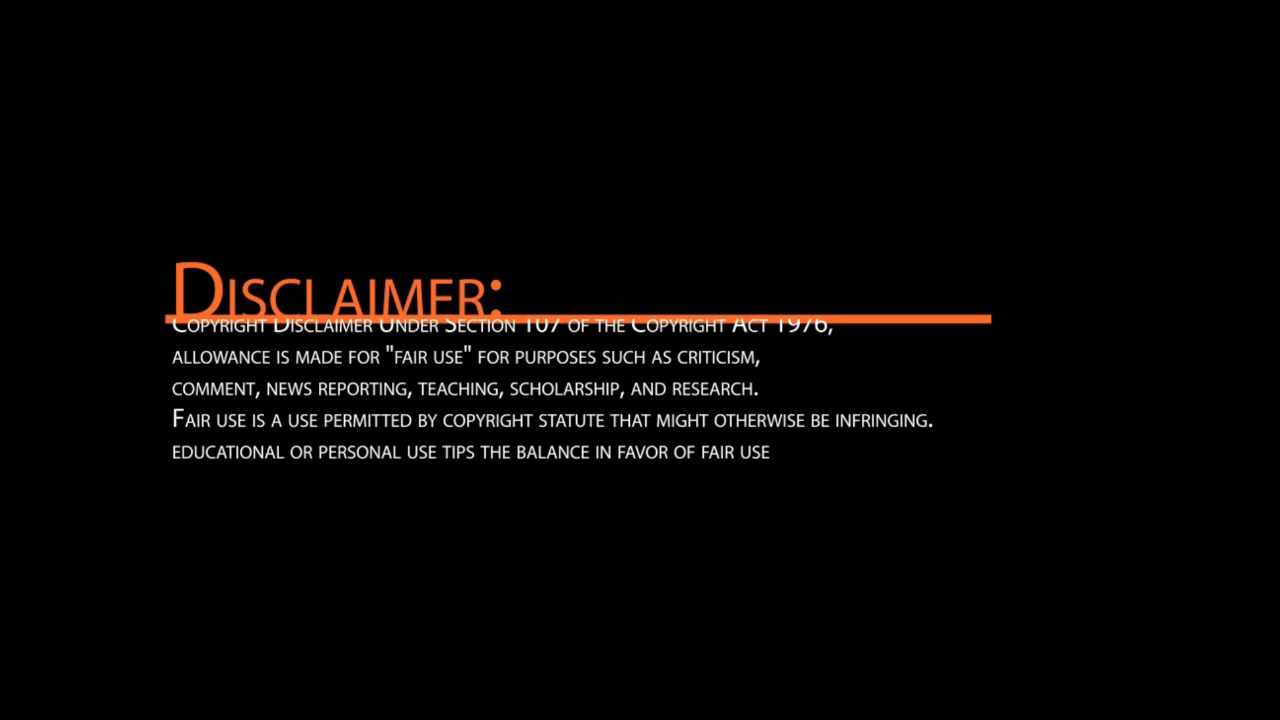 Disclaimer:
Copyright Disclaimer Under Section 107 of the Copyright Act 1976,
allowance is made for "fair use" for purposes such as criticism,
comment, news reporting, teaching, scholarship, and research.
Fair use is a use permitted by copyright statute that might otherwise be infringing.
educational or personal use tips the balance in favor of fair use